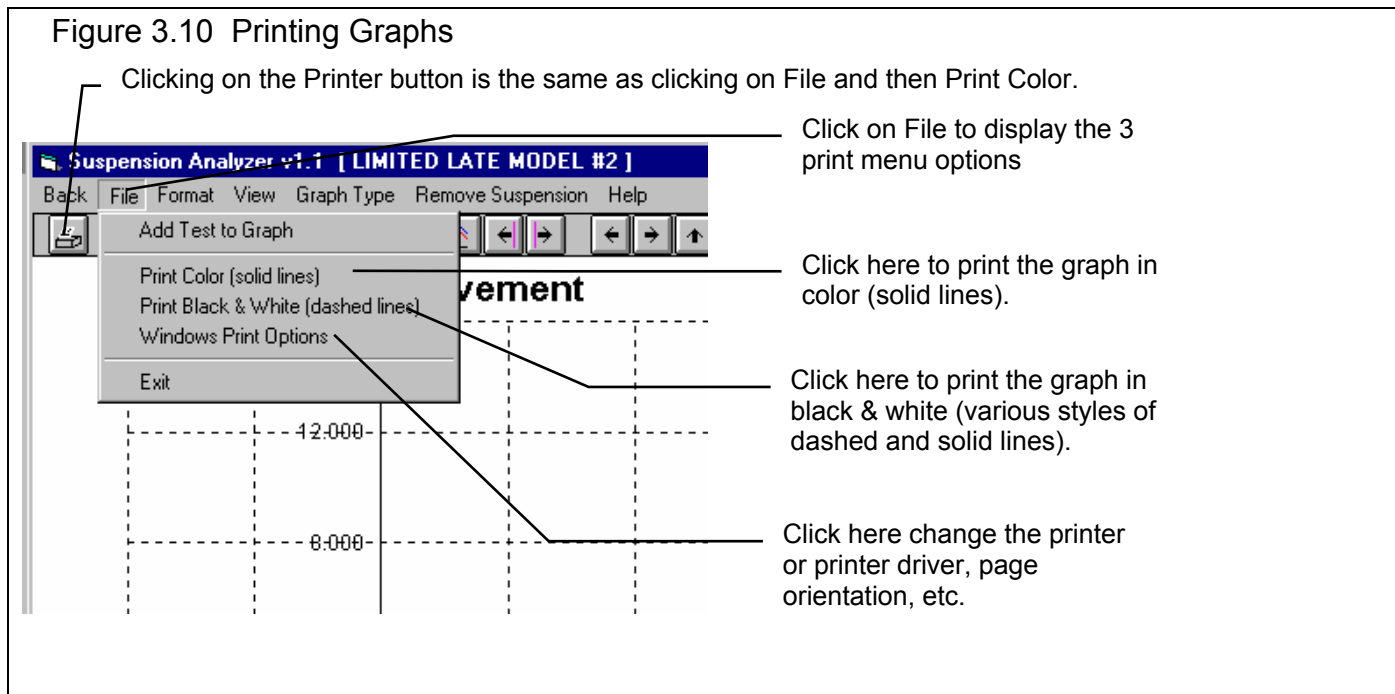 Figure 3.10 Printing Graphs
Clicking on the Printer button is the same as clicking on File and then Print Color.
Click on File to display the 3
print menu options
Suspension Analyzer v1.1 [ LIMITED LATE MODEL #2 ]
Back File Format View Graph Type Remove Suspension Help
Add Test to Graph
Print Color (solid lines)
Print Black & White (dashed lines)
Windows Print Options
Exit
vement
12.000
8.000
Click here to print the graph in
color (solid lines).
Click here to print the graph in
black & white (various styles of
dashed and solid lines).
Click here change the printer
or printer driver, page
orientation, etc.